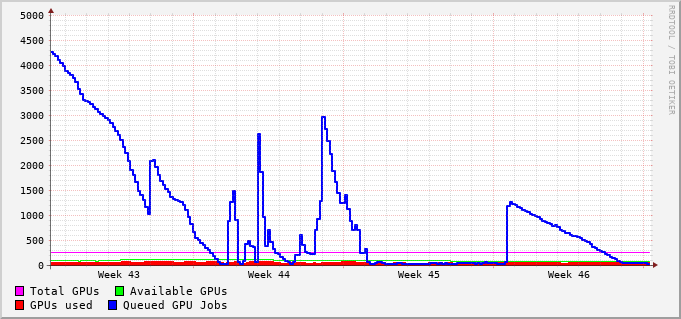 5000
4500
4000
3500
3000
2500
2000
1500
1000
500
0
Week 43 Week 44 Week 45 Week 46
Total GPUs Available GPUs
GPUs used Queued GPU Jobs
RRDTOOL / TOBI OETIKER